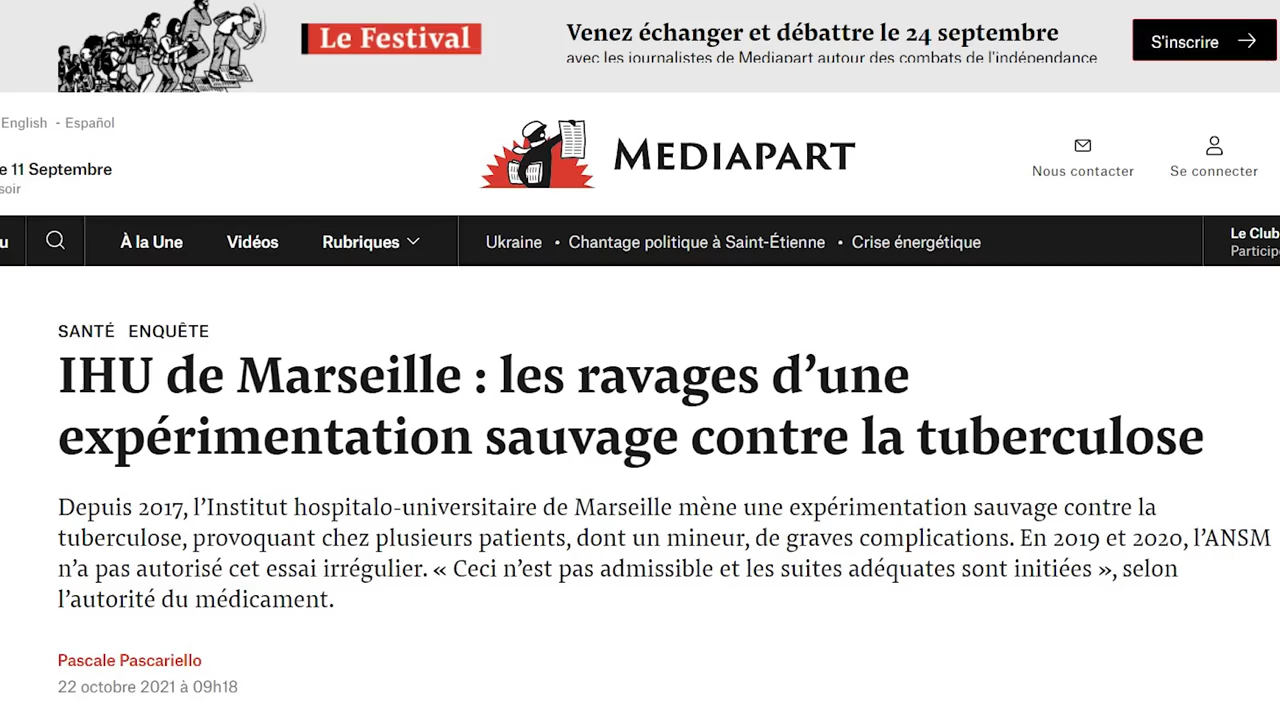 Le Festival
Venez échanger et débattre le 24 septembre
avec les journalistes de Mediapart autour des combats de l'indépendance
S'inscrire
English - Español
e 11 Septembre
soir
MEDIAPART
Nous contacter
Se connecter
u
À la Une
Vidéos
Rubriques
Ukraine • Chantage politique à Saint-Étienne • Crise énergétique
Le Club
Particip
SANTÉ ENQUÊTE
IHU de Marseille : les ravages d’une
expérimentation sauvage contre la tuberculose
Depuis 2017, l’Institut hospitalo-universitaire de Marseille mène une expérimentation sauvage contre la
tuberculose, provoquant chez plusieurs patients, dont un mineur, de graves complications. En 2019 et 2020, l’ANSM
n’a pas autorisé cet essai irrégulier. « Ceci n’est pas admissible et les suites adéquates sont initiées », selon
l’autorité du médicament.
Pascale Pascariello
22 octobre 2021 à 09h18